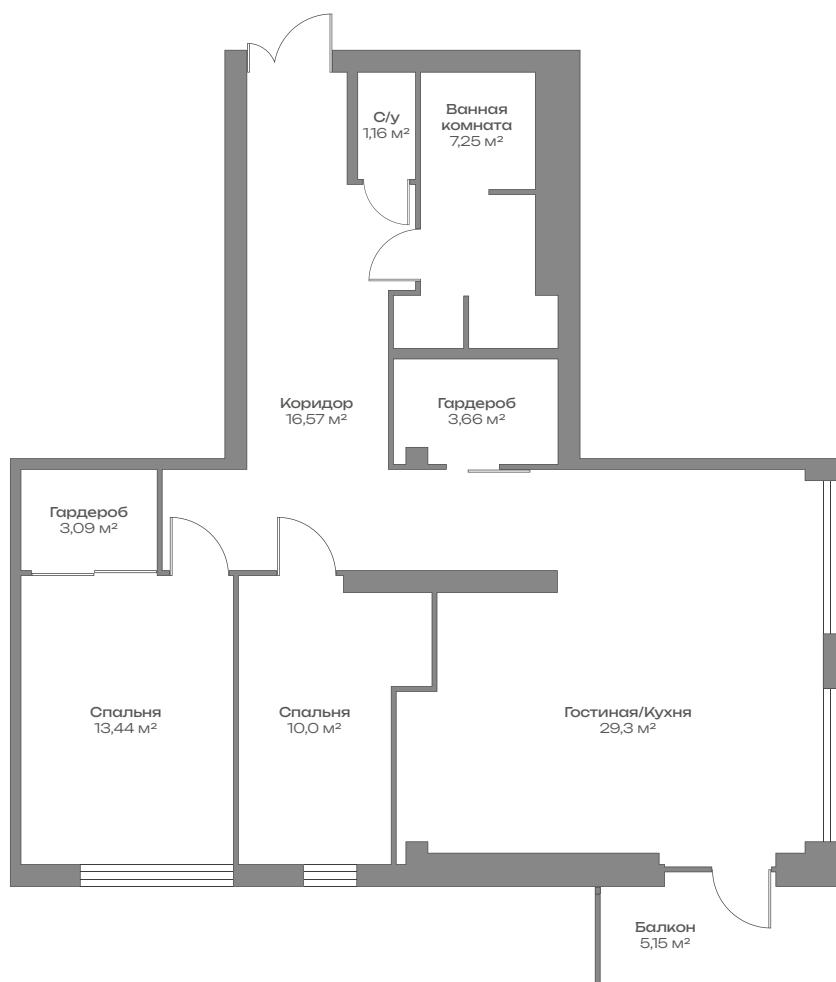 С/у
1,16 м²
Ванная
комната
7,25 м²
Коридор
16,57 м²
Гардероб
3,66 м²
Гардероб
3,09 м²
Спальня
13,44 м²
Спальня
10,0 м²
Гостиная/Кухня
29,3 м²
Балкон
5,15 м²